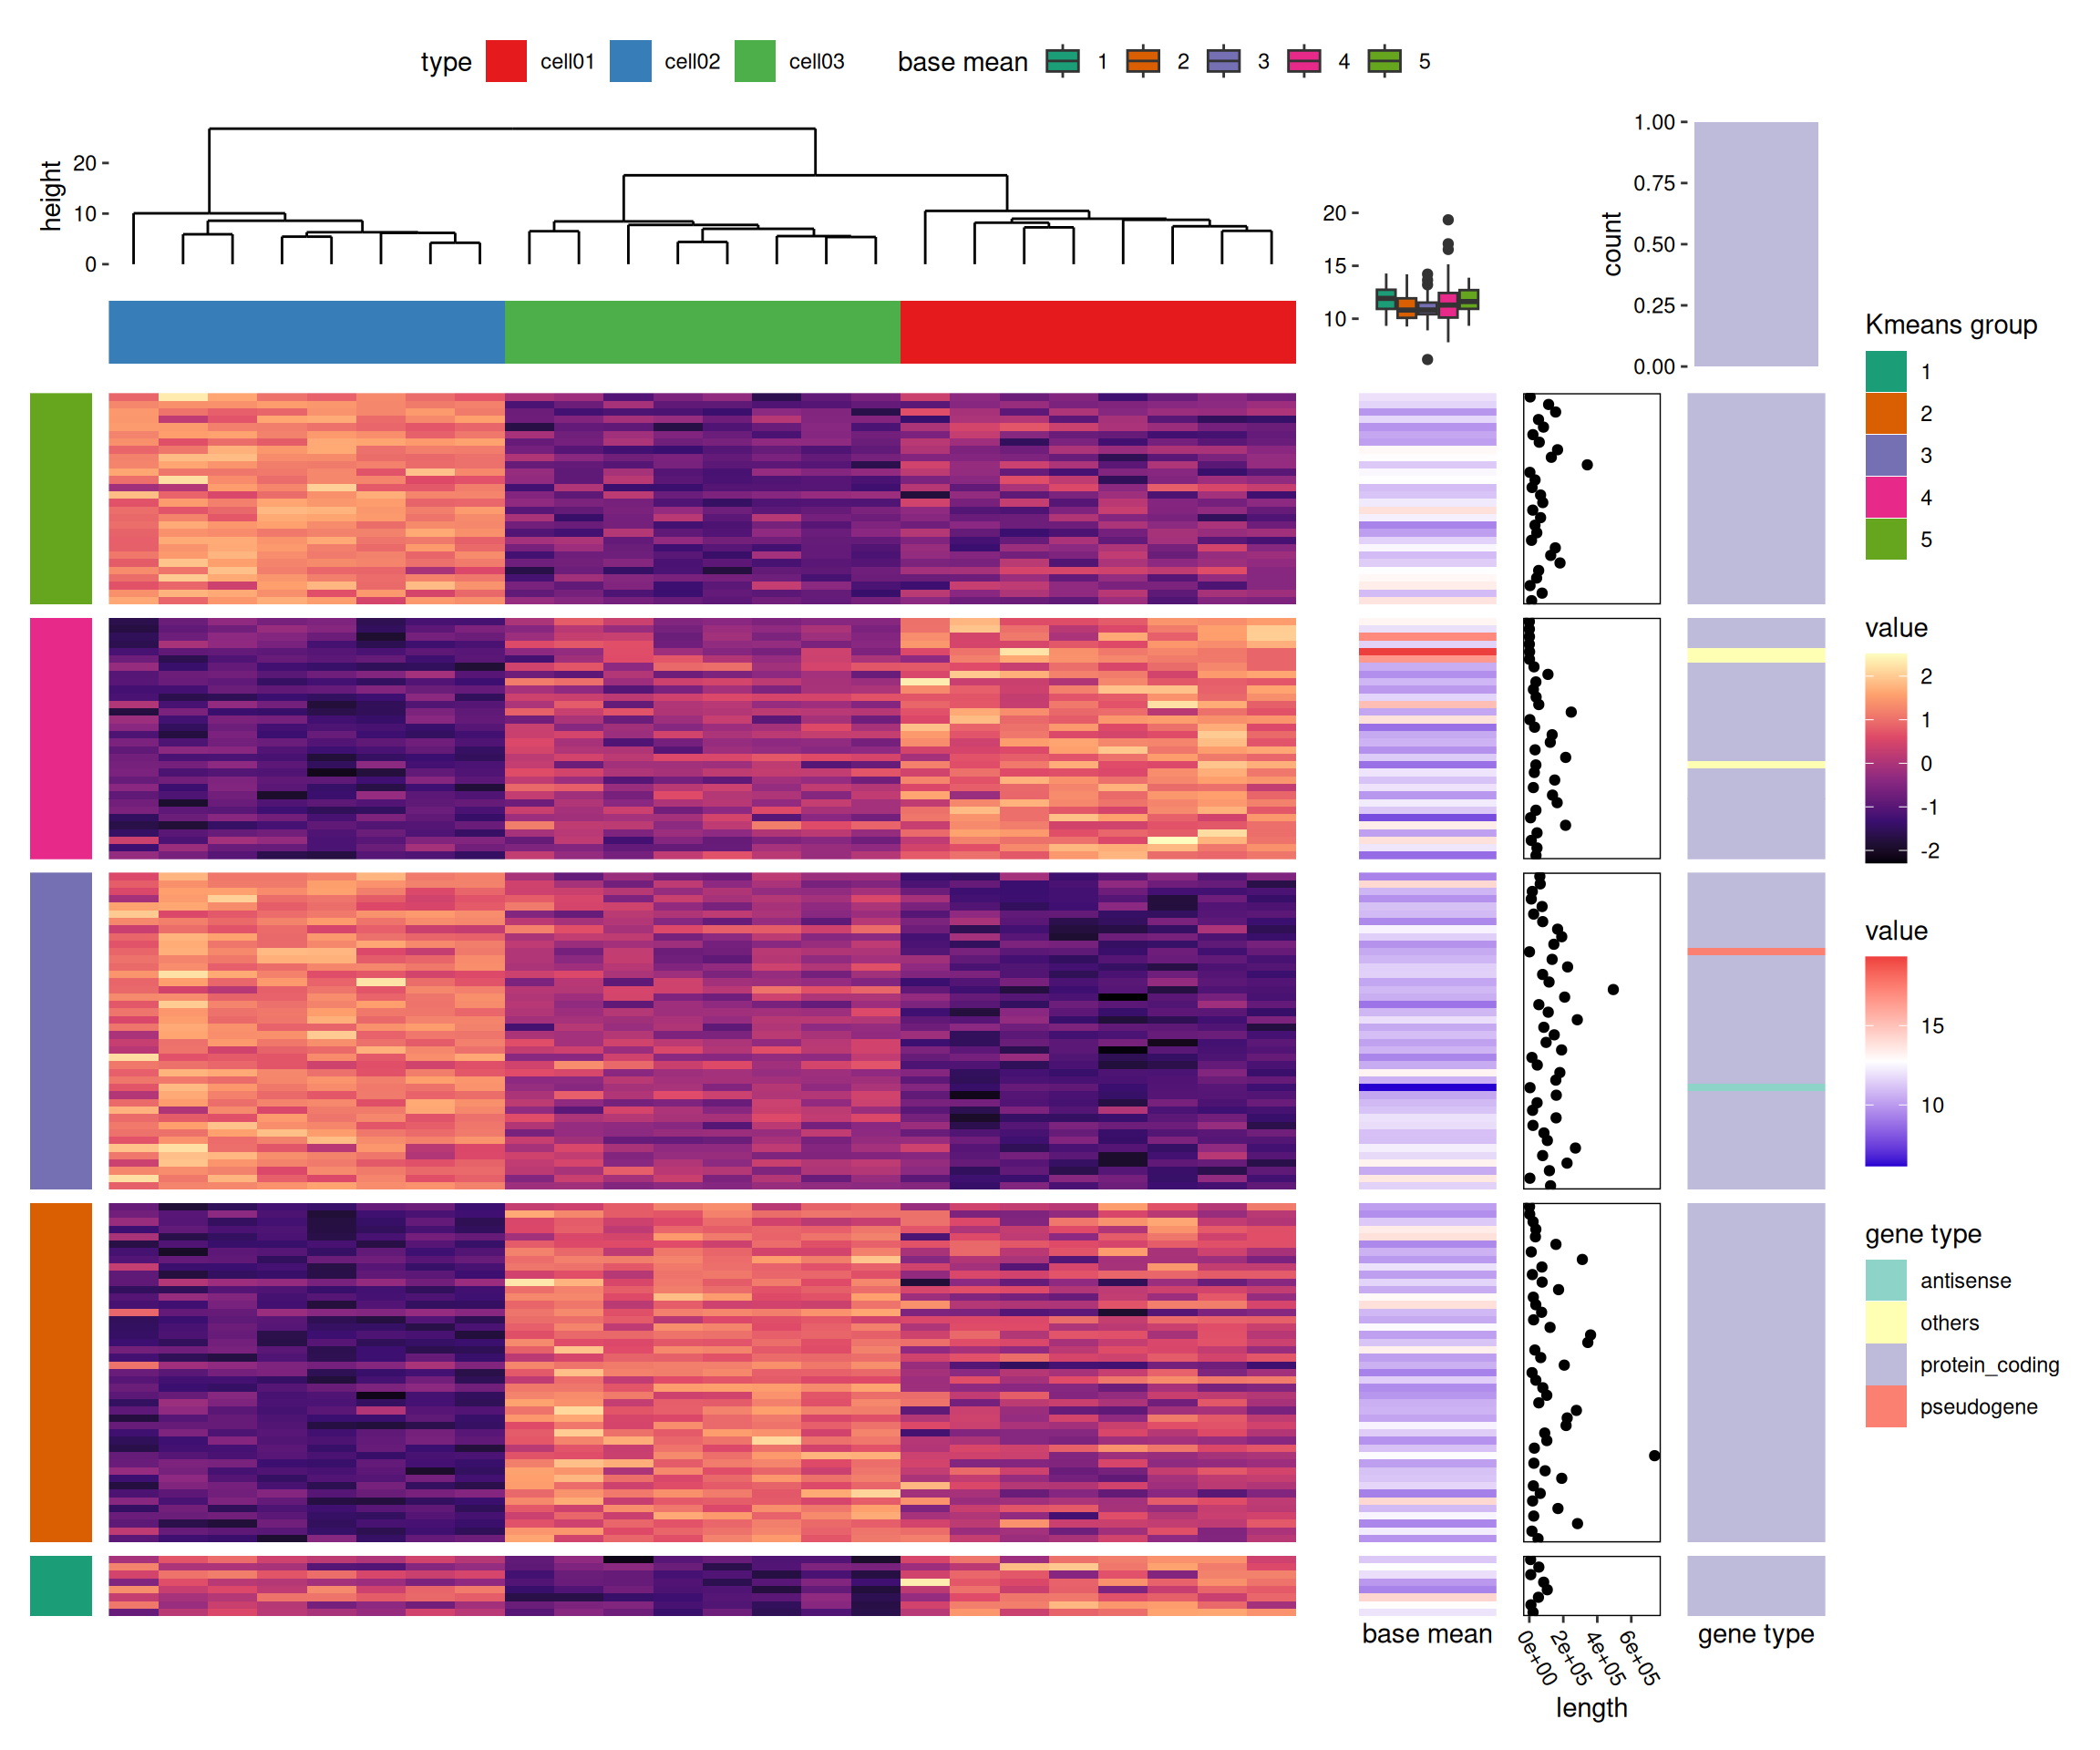 type cell01 cell02 cell03 base mean 1 2 3 4 5
height
20
10
0
20
15
10
count
1.00
0.75
0.50
0.25
0.00
Kmeans group
1
2
3
4
5
value
2
1
0
-1
-2
value
15
10
gene type
antisense
others
protein_coding
pseudogene
base mean
0e+00 2e+05 4e+05 6e+05
length
gene type